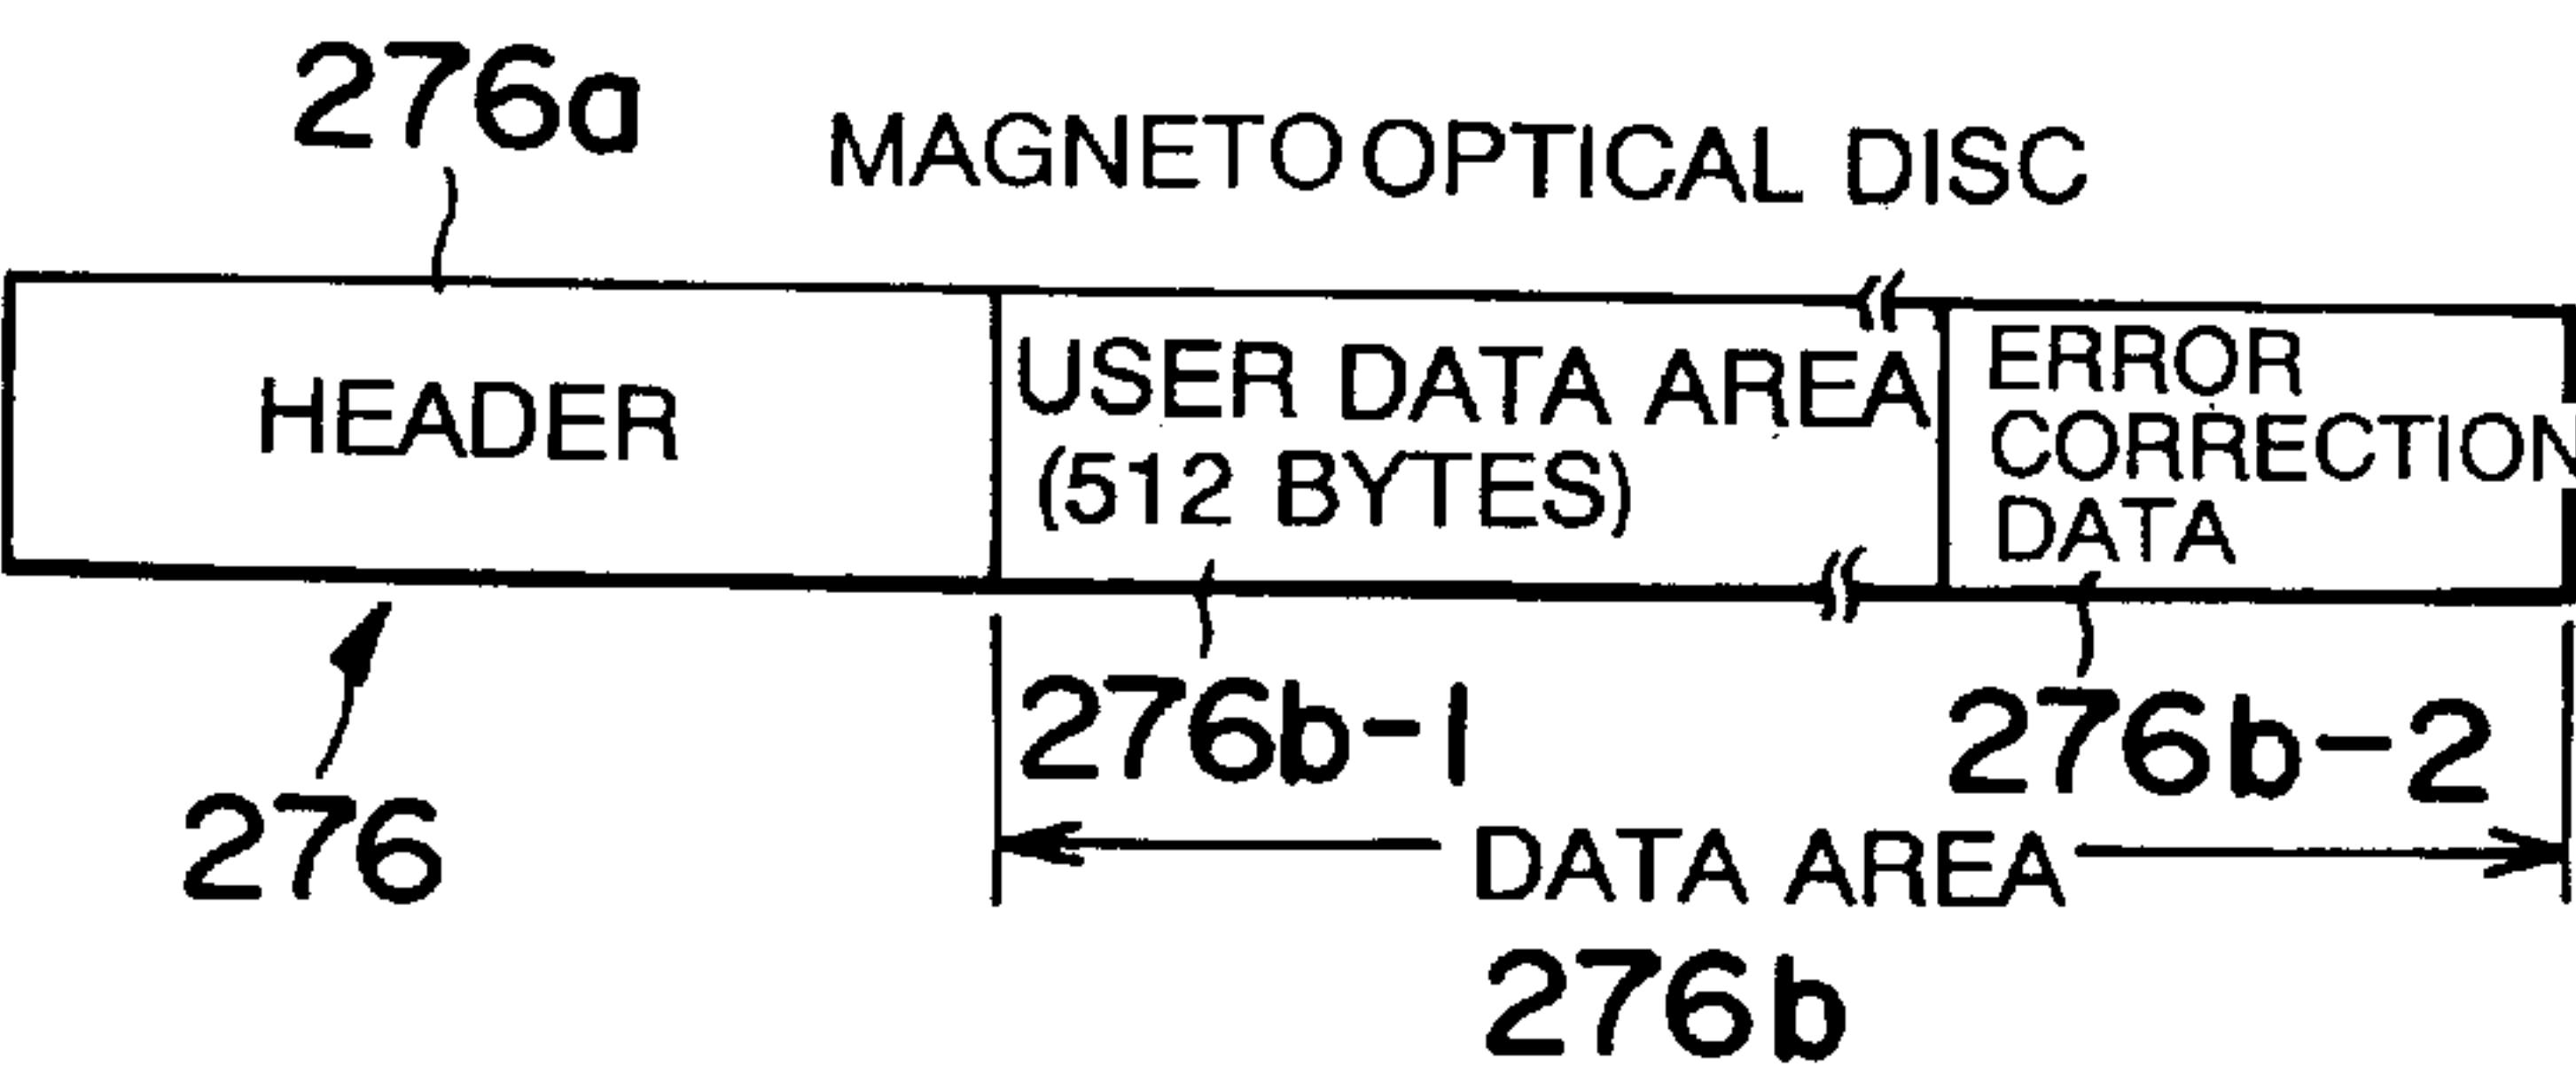 276a
MAGNETO OPTICAL DISC
HEADER
USER DATA AREA
(512 BYTES)
ERROR
CORRECTION
DATA
276
276b-1
276b-2
DATA AREA
276b